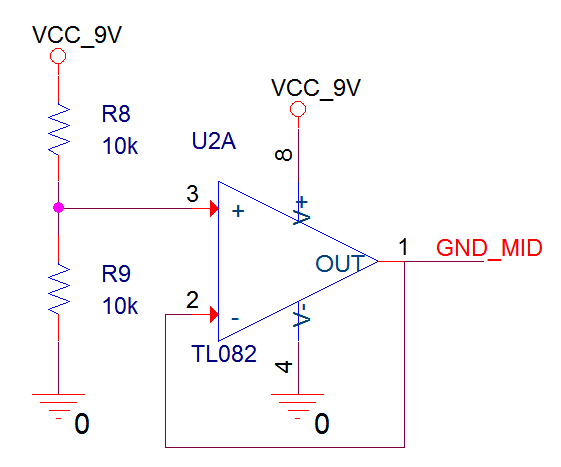 VCC_9V
VCC_9V
R8
10k
U2A
8
3
+
V+
1
GND_MID
OUT
R9
10k
2
-
V-
TL082
4
0
0